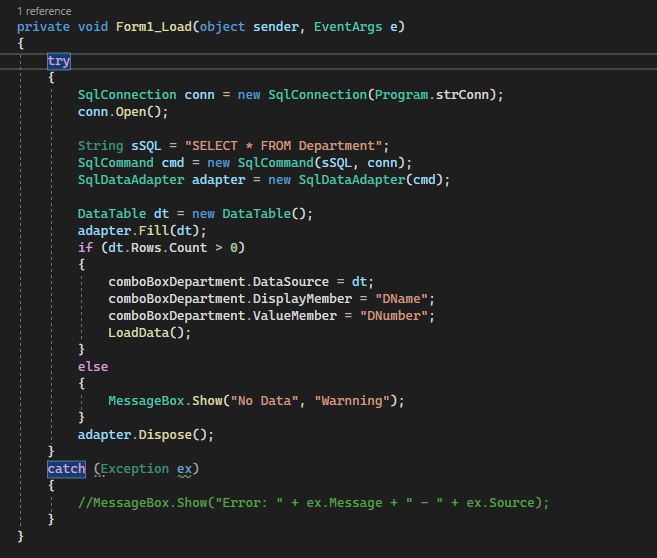 1 reference
private void Form1_Load(object sender, EventArgs e)
{
try
{
SqlConnection conn = new SqlConnection(Program.strConn);
conn.Open();
String sSQL = "SELECT * FROM Department";
SqlCommand cmd = new SqlCommand(sSQL, conn);
SqlDataAdapter adapter = new SqlDataAdapter(cmd);
DataTable dt = new DataTable();
adapter.Fill(dt);
if (dt.Rows.Count > 0)
{
comboBoxDepartment.DataSource = dt;
comboBoxDepartment.DisplayMember = "DName";
comboBoxDepartment.ValueMember = "DNumber";
LoadData();
}
else
{
MessageBox.Show("No Data", "Warnning");
}
adapter.Dispose();
}
catch (Exception ex)
{
//MessageBox.Show("Error: " + ex.Message + " - " + ex.Source);
}
}